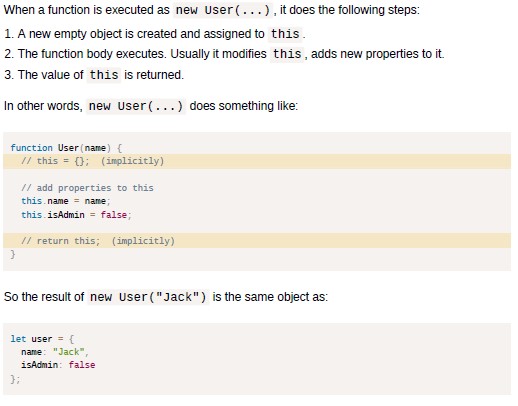 When a function is executed as new User(...), it does the following steps:
1. A new empty object is created and assigned to this.
2. The function body executes. Usually it modifies this, adds new properties to it.
3. The value of this is returned.
In other words, new User(...) does something like:
function User(name) {
  // this = {};  (implicitly)
  // add properties to this
  this.name = name;
  this.isAdmin = false;
  // return this;  (implicitly)
}
So the result of new User("Jack") is the same object as:
let user = {
  name: "Jack",
  isAdmin: false
};